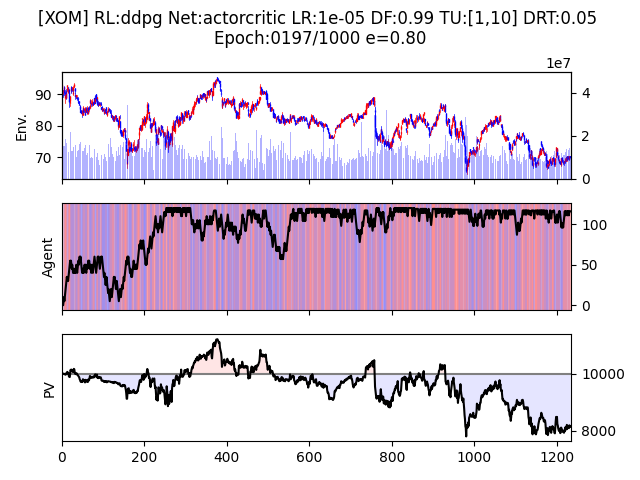 [XOM] RL:ddpg Net:actorcritic LR:1e-05 DF:0.99 TU:[1,10] DRT:0.05
Epoch:0197/1000 e=0.80
1e7
Env.
90
80
70
4
2
0
Agent
100
50
0
PV
10000
8000
0 200 400 600 800 1000 1200